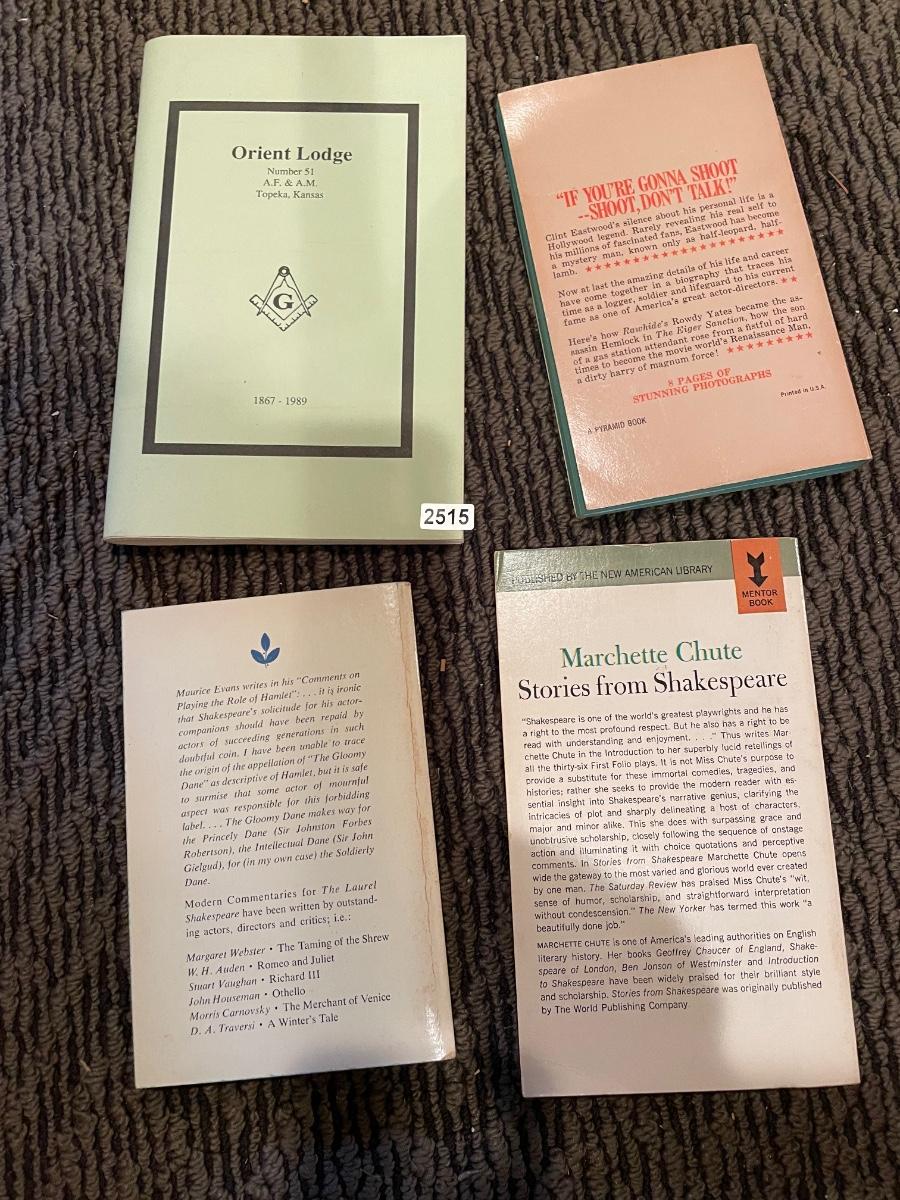 Orient Lodge
Number 51
A.F. & A.M.
Topeka, Kansas
G
1867 - 1989
2515
"IF YOU'RE GONNA SHOOT
--SHOOT, DON'T TALK!"
Clint Eastwood's silence about his personal life is a
Hollywood legend. Rarely revealing his real self to
his millions of fascinated fans, Eastwood has become
a mystery man, known only as half-leopard, half-
lamb. ★★★★★★★★★★★★★★★★★★★★
Now at last the amazing details of his life and career
have come together in a biography that traces his
time as a logger, soldier and lifeguard to his current
fame as one of America's great actor-directors. ★★
Here's how Rawhide's Rowdy Yates became the as-
sassin Hemlock in The Eiger Sanction, how the son
of a gas station attendant rose from a fistful of hard
times to become the movie world's Renaissance Man,
a dirty harry of magnum force! ★★★★★★★★★
8 PAGES OF
STUNNING PHOTOGRAPHS
Printed in U.S.A.
A PYRAMID BOOK
Maurice Evans writes in his "Comments on
Playing the Role of Hamlet": . . . it is ironic
that Shakespeare's solicitude for his actor-
companions should have been repaid by
actors of succeeding generations in such
doubtful coin. I have been unable to trace
the origin of the appellation of "The Gloomy
Dane" as descriptive of Hamlet, but it is safe
to surmise that some actor of mournful
aspect was responsible for this forbidding
label. . . . The Gloomy Dane makes way for
the Princely Dane (Sir Johnston Forbes
Robertson), the Intellectual Dane (Sir John
Gielgud), for (in my own case) the Soldierly
Dane.
Modern Commentaries for The Laurel
Shakespeare have been written by outstand-
ing actors, directors and critics; i.e.:
Margaret Webster • The Taming of the Shrew
W. H. Auden • Romeo and Juliet
Stuart Vaughan • Richard III
John Houseman • Othello
Morris Carnovsky • The Merchant of Venice
D. A. Traversi • A Winter's Tale
PUBLISHED BY THE NEW AMERICAN LIBRARY
MENTOR
BOOK
Marchette Chute
Stories from Shakespeare
"Shakespeare is one of the world's greatest playwrights and he has
a right to the most profound respect. But he also has a right to be
read with understanding and enjoyment. . . ." Thus writes Mar-
chette Chute in the Introduction to her superbly lucid retellings of
all the thirty-six First Folio plays. It is not Miss Chute's purpose to
provide a substitute for these immortal comedies, tragedies, and
histories; rather she seeks to provide the modern reader with es-
sential insight into Shakespeare's narrative genius, clarifying the
intricacies of plot and sharply delineating a host of characters,
major and minor alike. This she does with surpassing grace and
unobtrusive scholarship, closely following the sequence of onstage
action and illuminating it with choice quotations and perceptive
comments. In Stories from Shakespeare Marchette Chute opens
wide the gateway to the most varied and glorious world ever created
by one man. The Saturday Review has praised Miss Chute's "wit,
sense of humor, scholarship, and straightforward interpretation
without condescension." The New Yorker has termed this work "a
beautifully done job."
MARCHETTE CHUTE is one of America's leading authorities on English
literary history. Her books Geoffrey Chaucer of England, Shake-
speare of London, Ben Jonson of Westminster and Introduction
to Shakespeare have been widely praised for their brilliant style
and scholarship. Stories from Shakespeare was originally published
by The World Publishing Company.